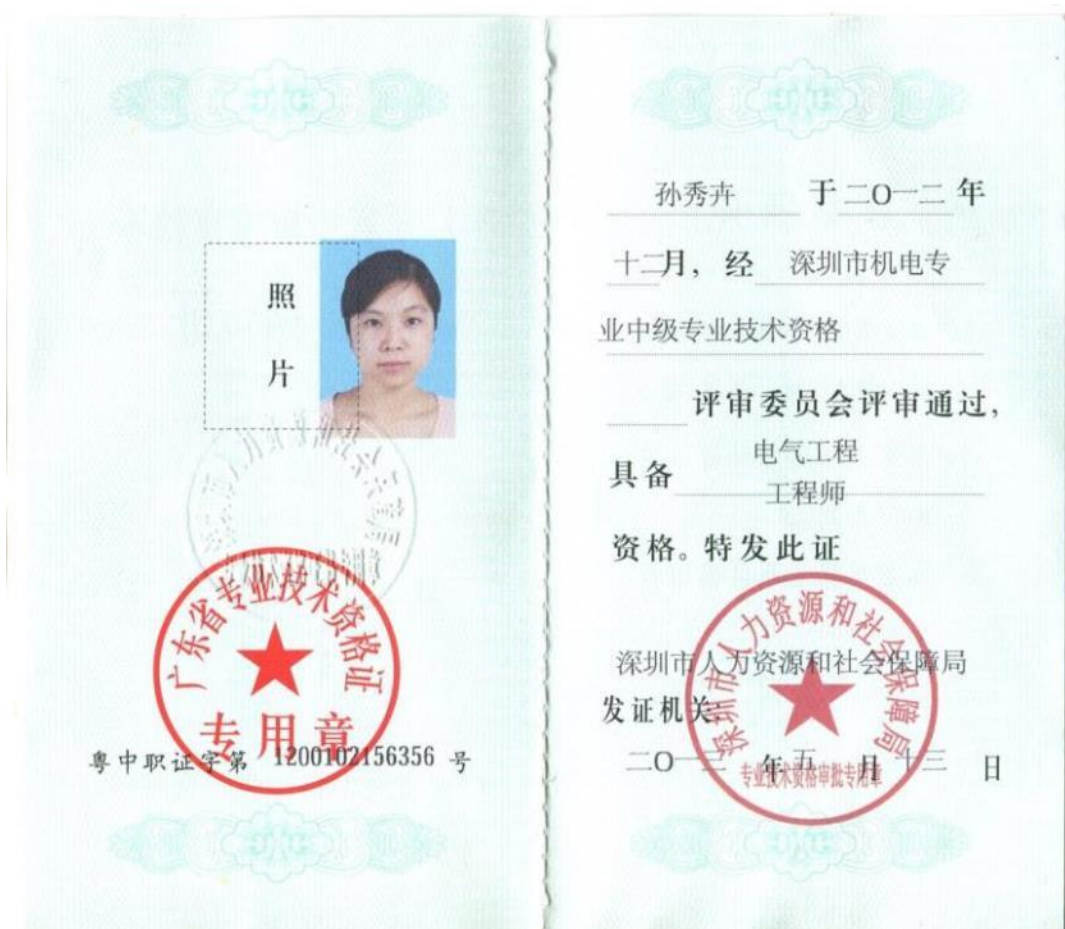 照
片
广东省专业技术资格证
专用章
粤中职证字第 1200102156356 号
孙秀卉 于二O一二年
十二月，经 深圳市机电专
业中级专业技术资格
评审委员会评审通过，
电气工程
具备
工程师
资格。特发此证
深圳市人力资源和社会保障局
深圳市人力资源和社会保障局
发证机关:
二O一三年五月十三日
专业技术资格审批专用章